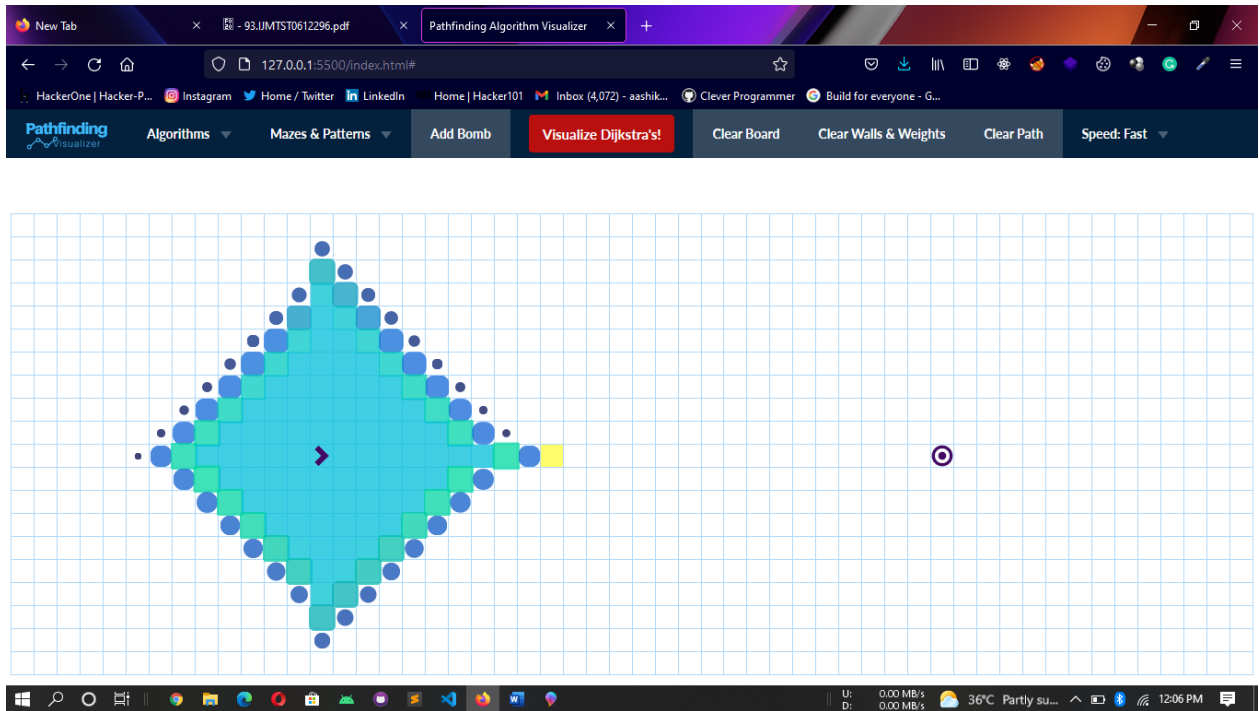 New Tab
- 93.IJMTST0612296.pdf
Pathfinding Algorithm Visualizer
127.0.0.1:5500/index.html#
HackerOne | Hacker-P... Instagram Home / Twitter LinkedIn Home | Hacker101 Inbox (4,072) - aashik... Clever Programmer Build for everyone - G...
Pathfinding Visualizer Algorithms Mazes & Patterns Add Bomb Visualize Dijkstra's! Clear Board Clear Walls & Weights Clear Path Speed: Fast
U: 0.00 MB/s
D: 0.00 MB/s
36°C Partly su... 12:06 PM